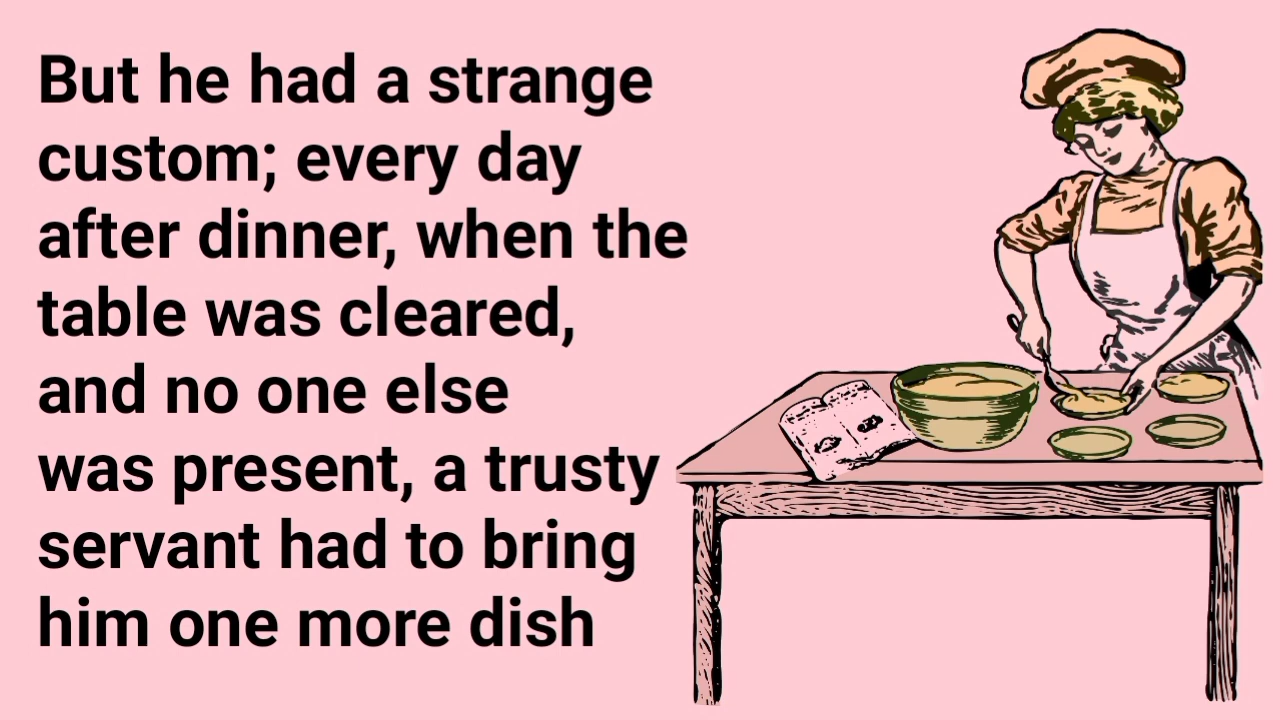 But he had a strange
custom; every day
after dinner, when the
table was cleared,
and no one else
was present, a trusty
servant had to bring
him one more dish